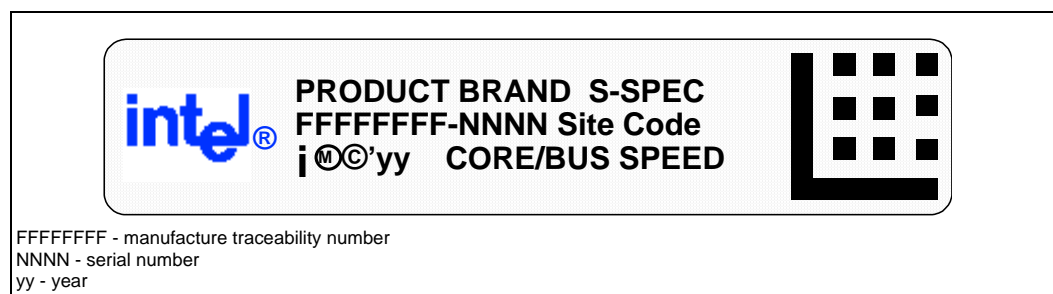 intel®
PRODUCT BRAND S-SPEC
FFFFFFFF-NNNN Site Code
i Ⓜ©'yy CORE/BUS SPEED
FFFFFFFF - manufacture traceability number
NNNN - serial number
yy - year